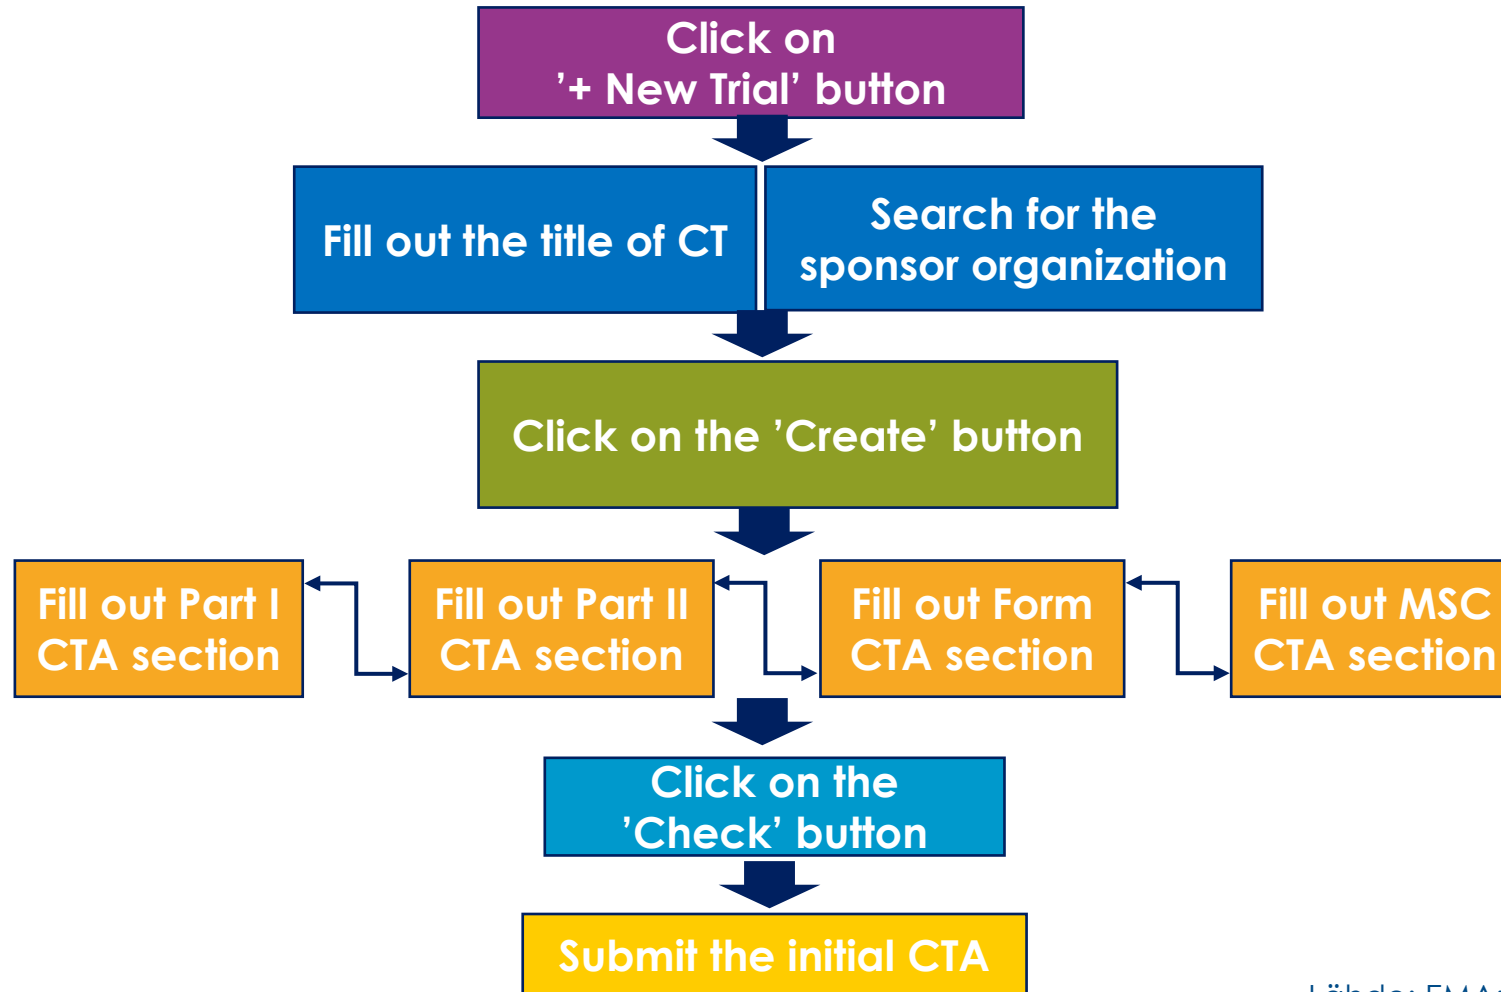 Click on
’+ New Trial’ button
Fill out the title of CT
Search for the
sponsor organization
Click on the ’Create’ button
Fill out Part I
CTA section
Fill out Part II
CTA section
Fill out Form
CTA section
Fill out MSC
CTA section
Click on the
’Check’ button
Submit the initial CTA